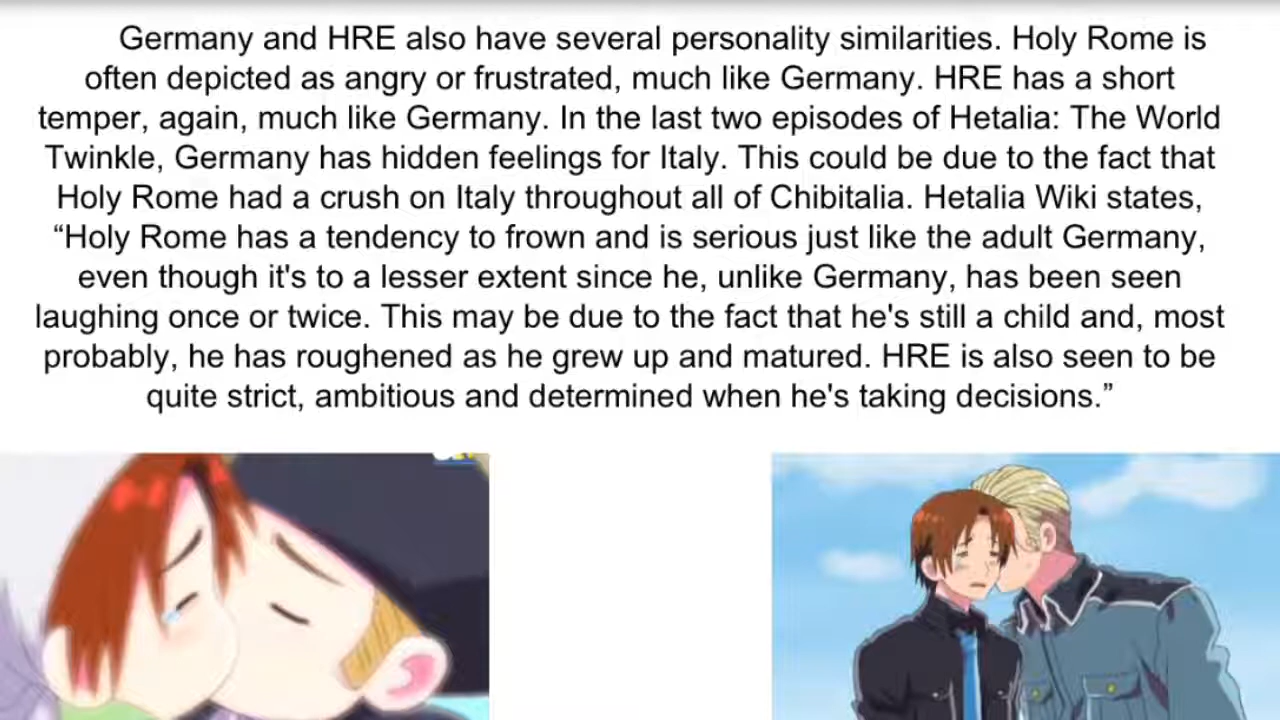 Germany and HRE also have several personality similarities. Holy Rome is
often depicted as angry or frustrated, much like Germany. HRE has a short
temper, again, much like Germany. In the last two episodes of Hetalia: The World
Twinkle, Germany has hidden feelings for Italy. This could be due to the fact that
Holy Rome had a crush on Italy throughout all of Chibitalia. Hetalia Wiki states,
“Holy Rome has a tendency to frown and is serious just like the adult Germany,
even though it's to a lesser extent since he, unlike Germany, has been seen
laughing once or twice. This may be due to the fact that he's still a child and, most
probably, he has roughened as he grew up and matured. HRE is also seen to be
quite strict, ambitious and determined when he's taking decisions.”